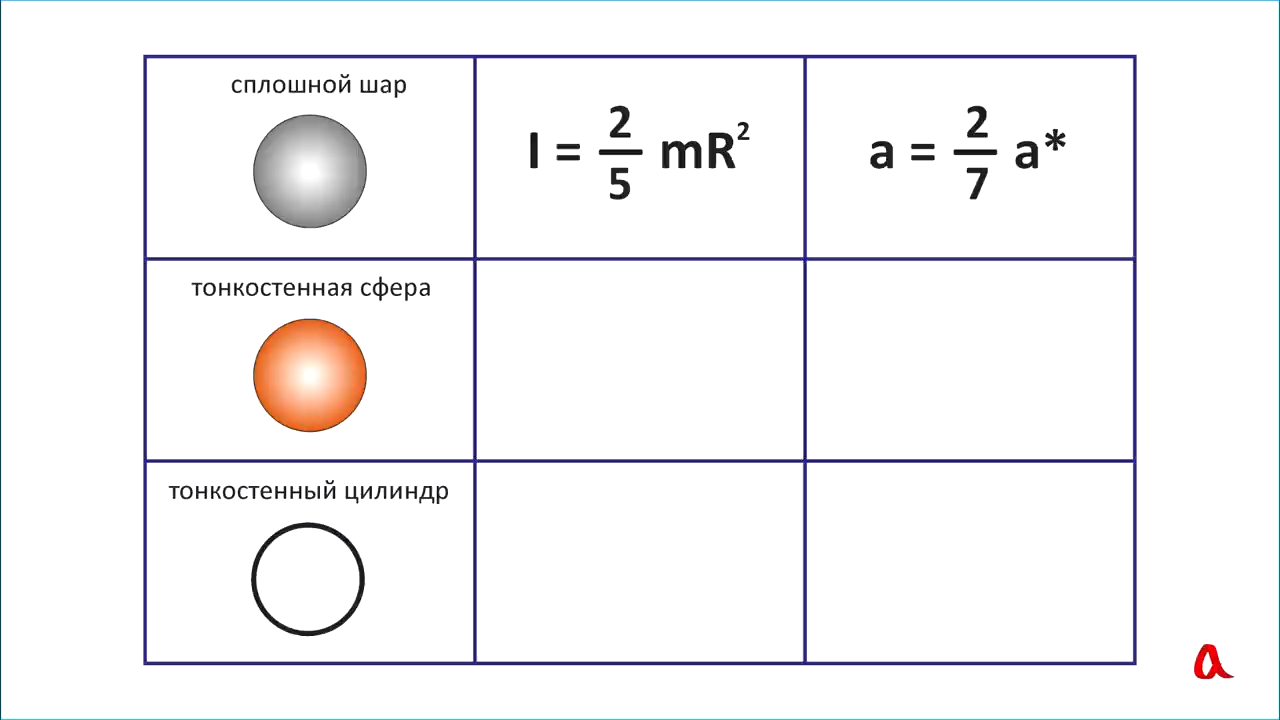 сплошной шар
I = 2/5 mR²
a = 2/7 a*
тонкостенная сфера
тонкостенный цилиндр
a